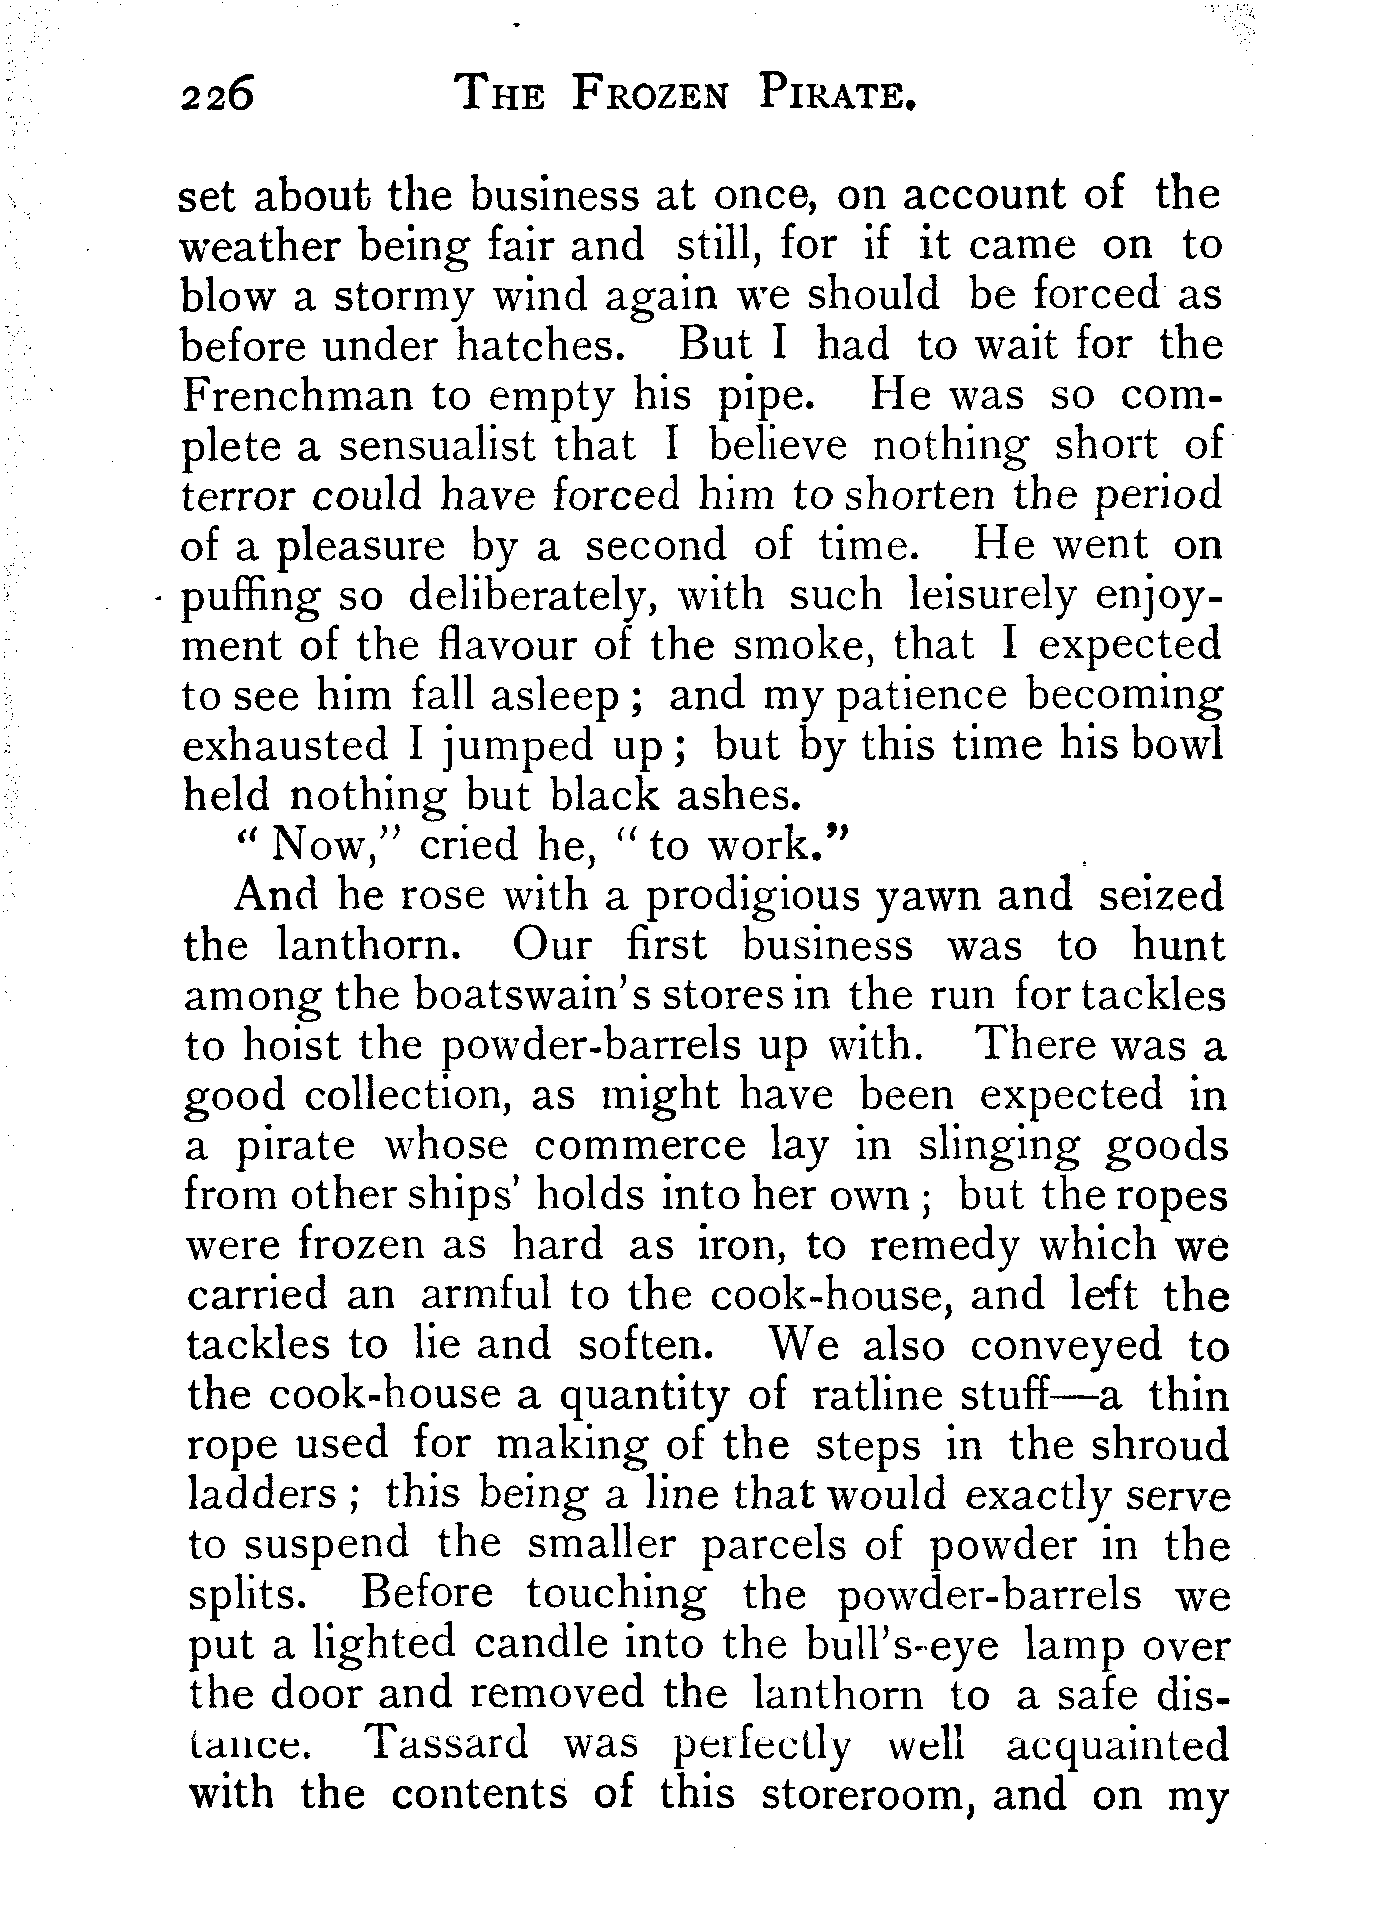 226 THE FROZEN PIRATE.
set about the business at once, on account of the
weather being fair and still, for if it came on to
blow a stormy wind again we should be forced as
before under hatches. But I had to wait for the
Frenchman to empty his pipe. He was so com-
plete a sensualist that I believe nothing short of
terror could have forced him to shorten the period
of a pleasure by a second of time. He went on
puffing so deliberately, with such leisurely enjoy-
ment of the flavour of the smoke, that I expected
to see him fall asleep ; and my patience becoming
exhausted I jumped up ; but by this time his bowl
held nothing but black ashes.
“ Now,” cried he, “ to work.”
And he rose with a prodigious yawn and seized
the lanthorn. Our first business was to hunt
among the boatswain's stores in the run for tackles
to hoist the powder-barrels up with. There was a
good collection, as might have been expected in
a pirate whose commerce lay in slinging goods
from other ships' holds into her own ; but the ropes
were frozen as hard as iron, to remedy which we
carried an armful to the cook-house, and left the
tackles to lie and soften. We also conveyed to
the cook-house a quantity of ratline stuff—a thin
rope used for making of the steps in the shroud
ladders ; this being a line that would exactly serve
to suspend the smaller parcels of powder in the
splits. Before touching the powder-barrels we
put a lighted candle into the bull's-eye lamp over
the door and removed the lanthorn to a safe dis-
tance. Tassard was perfectly well acquainted
with the contents of this storeroom, and on my